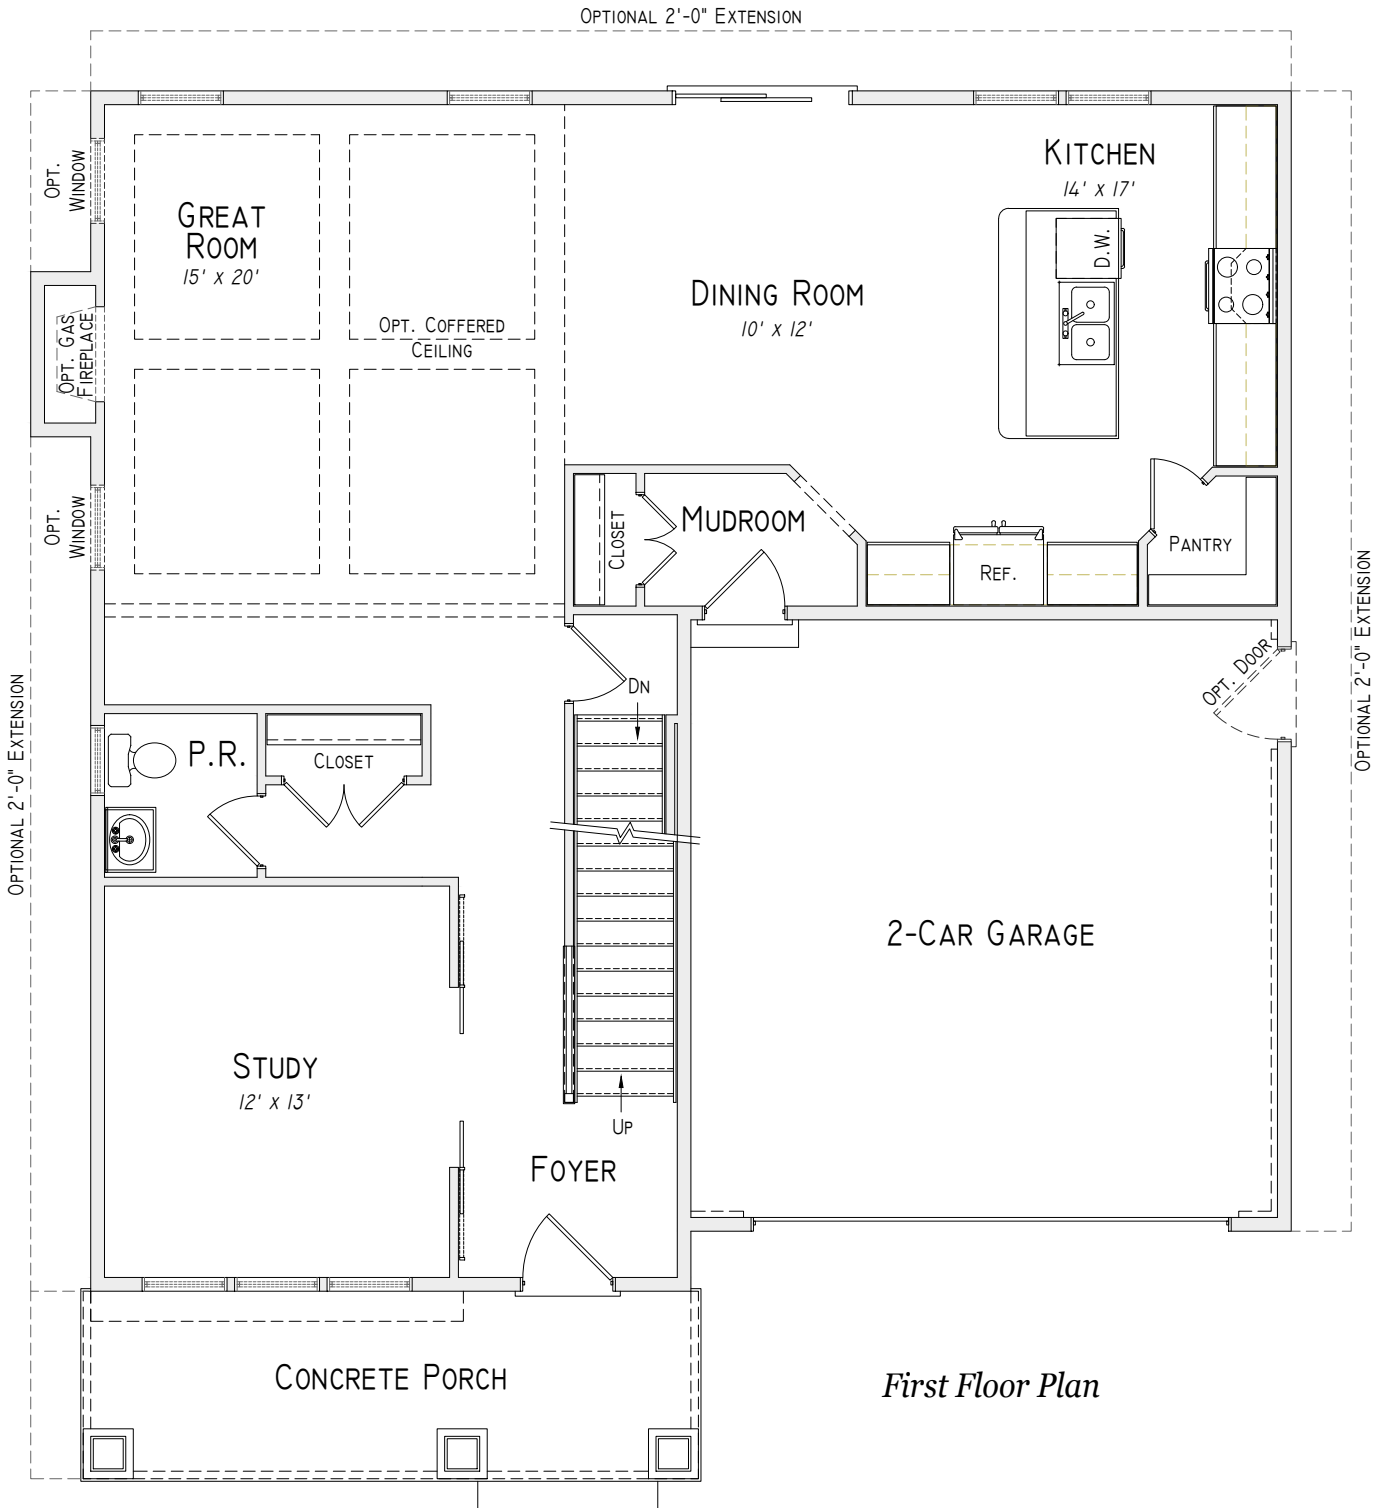 OPTIONAL 2'-0" EXTENSION
OPT.
WINDOW
GREAT
ROOM
15' X 20'
OPT. COFFERED
CEILING
OPT. GAS
FIREPLACE
OPT.
WINDOW
DINING ROOM
10' X 12'
KITCHEN
14' X 17'
D.W.
CLOSET
MUDROOM
REF.
PANTRY
OPTIONAL 2'-0" EXTENSION
OPT. DOOR
DN
OPTIONAL 2'-0" EXTENSION
P.R.
CLOSET
2-CAR GARAGE
STUDY
12' X 13'
UP
FOYER
CONCRETE PORCH
First Floor Plan